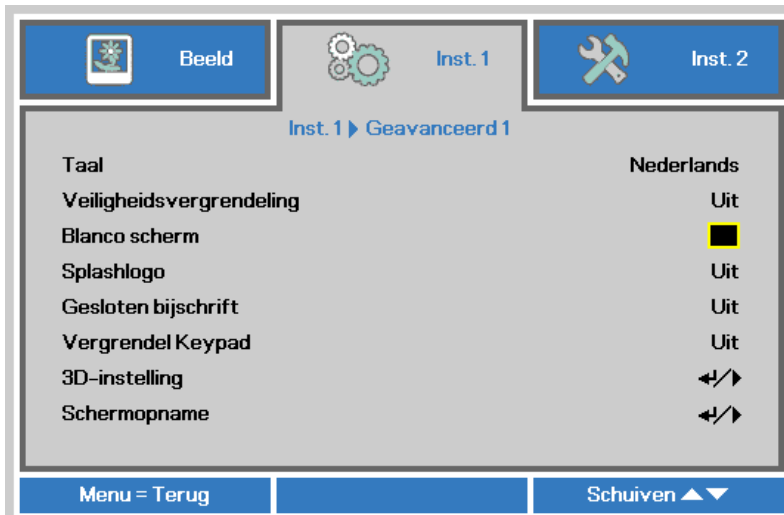 Beeld
Inst. 1
Inst. 2
Inst. 1 ▶ Geavanceerd 1
Taal Nederlands
Veiligheidsvergrendeling Uit
Blanco scherm
Splashlogo Uit
Gesloten bijschrift Uit
Vergrendel Keypad Uit
3D-instelling ↵/▶
Schermopname ↵/▶
Menu = Terug
Schuiven ▲▼